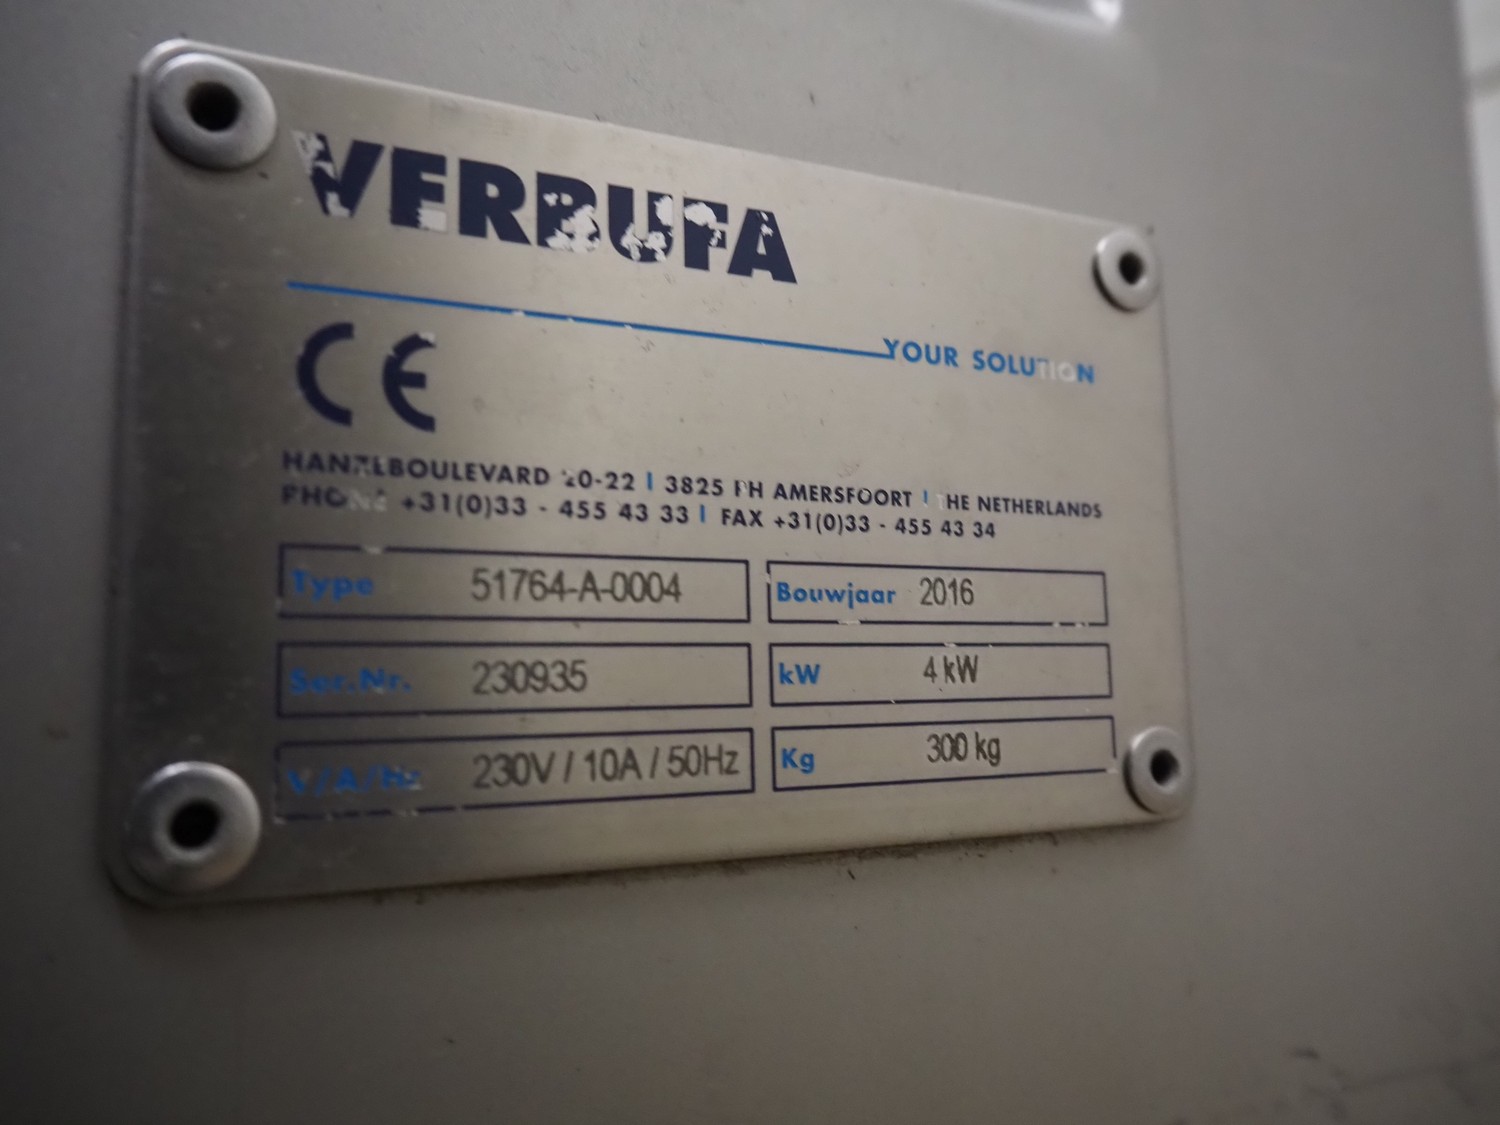 VERBUFA
YOUR SOLUTION
CE
HANZEBOULEVARD 20-22 | 3825 PH AMERSFOORT | THE NETHERLANDS
PHONE +31(0)33 - 455 43 33 | FAX +31(0)33 - 455 43 34
Type 51764-A-0004 Bouwjaar 2016
Ser.Nr. 230935 kW 4 kW
V/A/Hz 230V / 10A / 50Hz Kg 300 kg